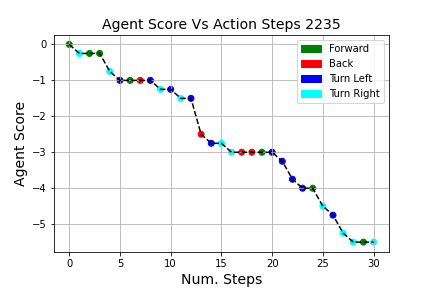 Agent Score Vs Action Steps 2235
Forward
Back
Turn Left
Turn Right
Agent Score
0
−1
−2
−3
−4
−5
0 5 10 15 20 25 30
Num. Steps